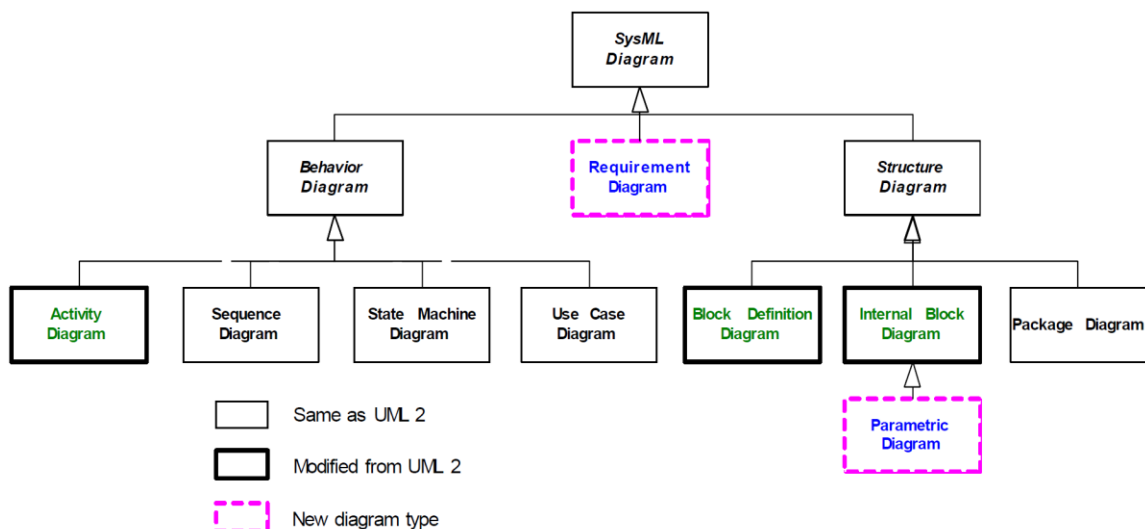 SysML
Diagram
Behavior
Diagram
Requirement
Diagram
Structure
Diagram
Activity
Diagram
Sequence
Diagram
State Machine
Diagram
Use Case
Diagram
Block Definition
Diagram
Internal Block
Diagram
Package Diagram
Parametric
Diagram
Same as UML 2
Modified from UML 2
New diagram type